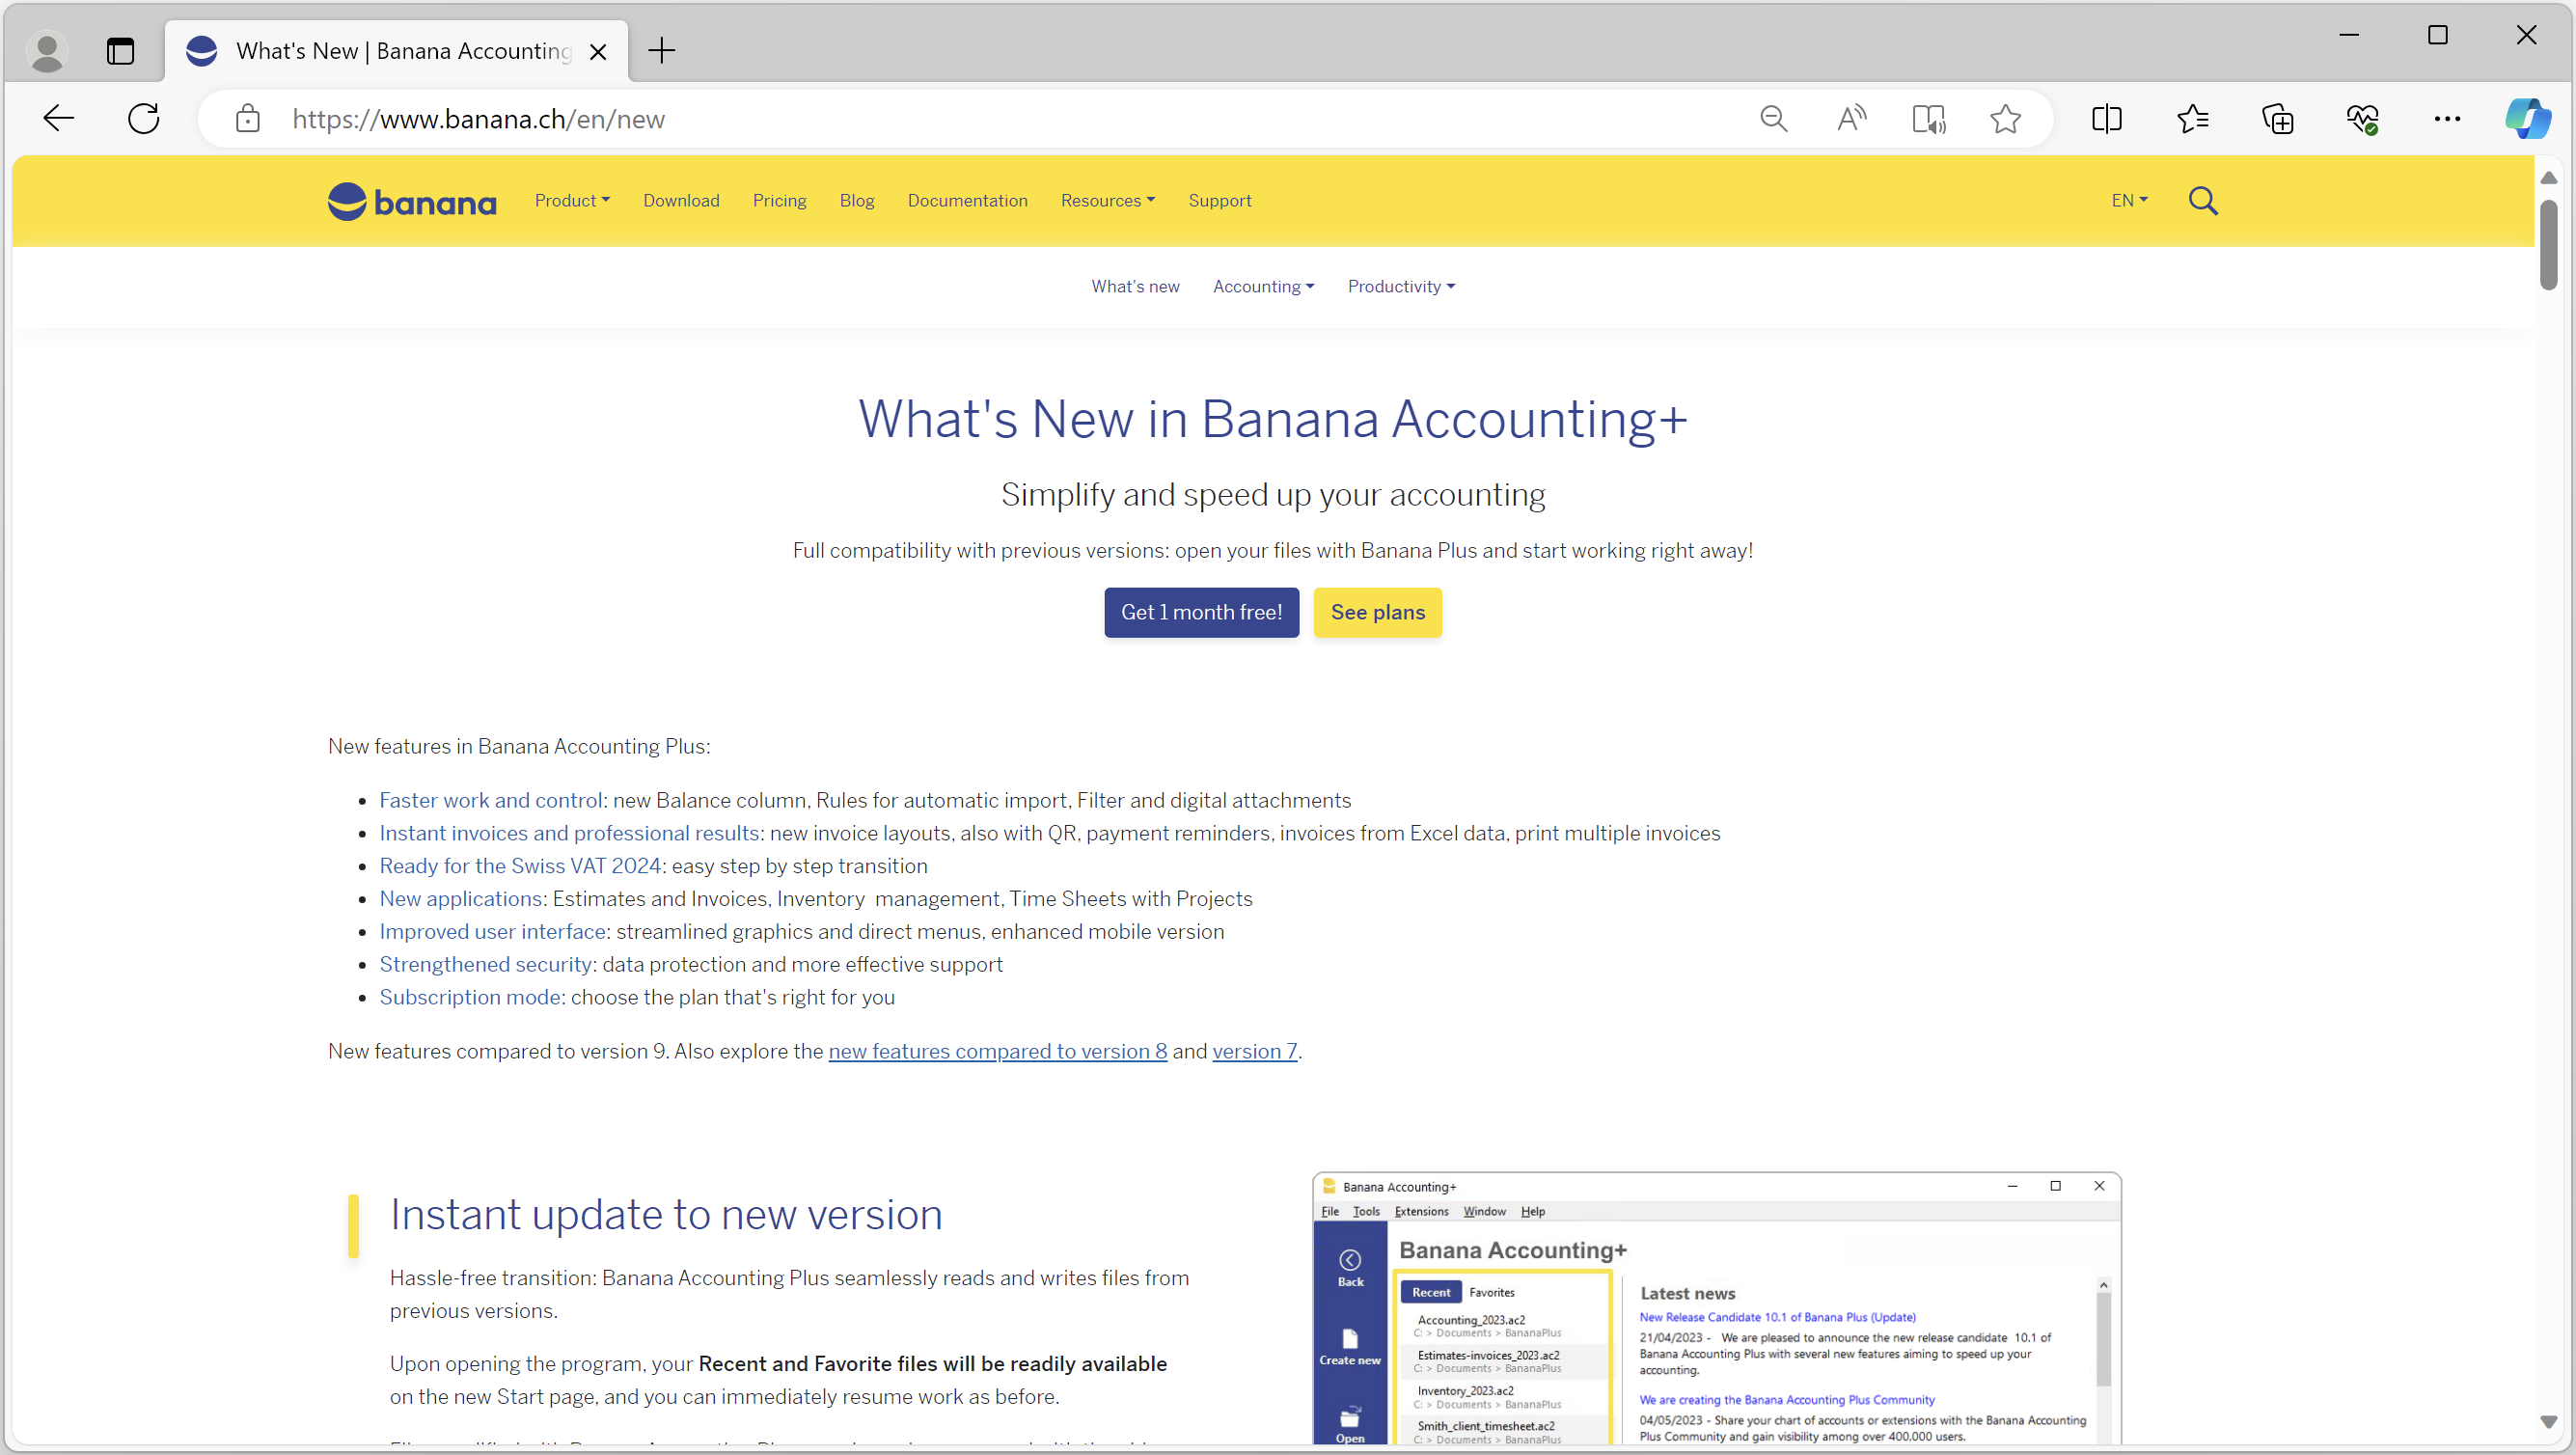 What's New | Banana Accounting
https://www.banana.ch/en/new
banana
Product
Download
Pricing
Blog
Documentation
Resources
Support
EN
What's new
Accounting
Productivity
What's New in Banana Accounting+
Simplify and speed up your accounting
Full compatibility with previous versions: open your files with Banana Plus and start working right away!
Get 1 month free!
See plans
New features in Banana Accounting Plus:
Faster work and control: new Balance column, Rules for automatic import, Filter and digital attachments
Instant invoices and professional results: new invoice layouts, also with QR, payment reminders, invoices from Excel data, print multiple invoices
Ready for the Swiss VAT 2024: easy step by step transition
New applications: Estimates and Invoices, Inventory  management, Time Sheets with Projects
Improved user interface: streamlined graphics and direct menus, enhanced mobile version
Strengthened security: data protection and more effective support
Subscription mode: choose the plan that's right for you
New features compared to version 9. Also explore the new features compared to version 8 and version 7.
Instant update to new version
Hassle-free transition: Banana Accounting Plus seamlessly reads and writes files from
previous versions.
Upon opening the program, your Recent and Favorite files will be readily available
on the new Start page, and you can immediately resume work as before.
Banana Accounting+
File Tools Extensions Window Help
Back
Create new
Open
Banana Accounting+
Recent
Favorites
Accounting_2023.ac2
C: > Documents > BananaPlus
Estimates-invoices_2023.ac2
C: > Documents > BananaPlus
Inventory_2023.ac2
C: > Documents > BananaPlus
Smith_client_timesheet.ac2
C: > Documents > BananaPlus
Latest news
New Release Candidate 10.1 of Banana Plus (Update)
21/04/2023 - We are pleased to announce the new release candidate 10.1 of
Banana Accounting Plus with several new features aiming to speed up your
accounting.
We are creating the Banana Accounting Plus Community
04/05/2023 - Share your chart of accounts or extensions with the Banana Accounting
Plus Community and gain visibility among over 400,000 users.